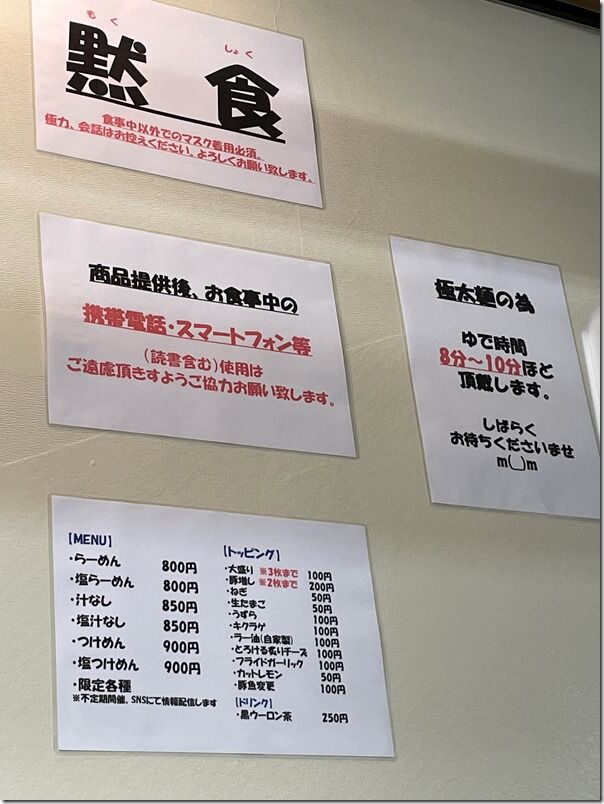 もく しょく
黙食
食事中以外でのマスク着用必須。
極力、会話はお控えください。よろしくお願い致します。
商品提供後、お食事中の
携帯電話・スマートフォン等
(読書含む)使用は
ご遠慮頂きすようご協力お願い致します。
極太麺の為
ゆで時間
8分～10分ほど
頂戴します。
しばらく
お待ちくださいませ
m(_)m
【MENU】
・らーめん 800円
・塩らーめん 800円
・汁なし 850円
・塩汁なし 850円
・つけめん 900円
・塩つけめん 900円
・限定各種
※不定期開催、SNSにて情報配信します
【トッピング】
・大盛り ※3枚まで 100円
・豚増し ※2枚まで 200円
・ねぎ 50円
・生たまご 50円
・うずら 100円
・キクラゲ 100円
・ラー油(自家製) 100円
・とろける炙りチーズ 100円
・フライドガーリック 100円
・カットレモン 50円
・豚魚変更 100円
【ドリンク】
・黒ウーロン茶 250円